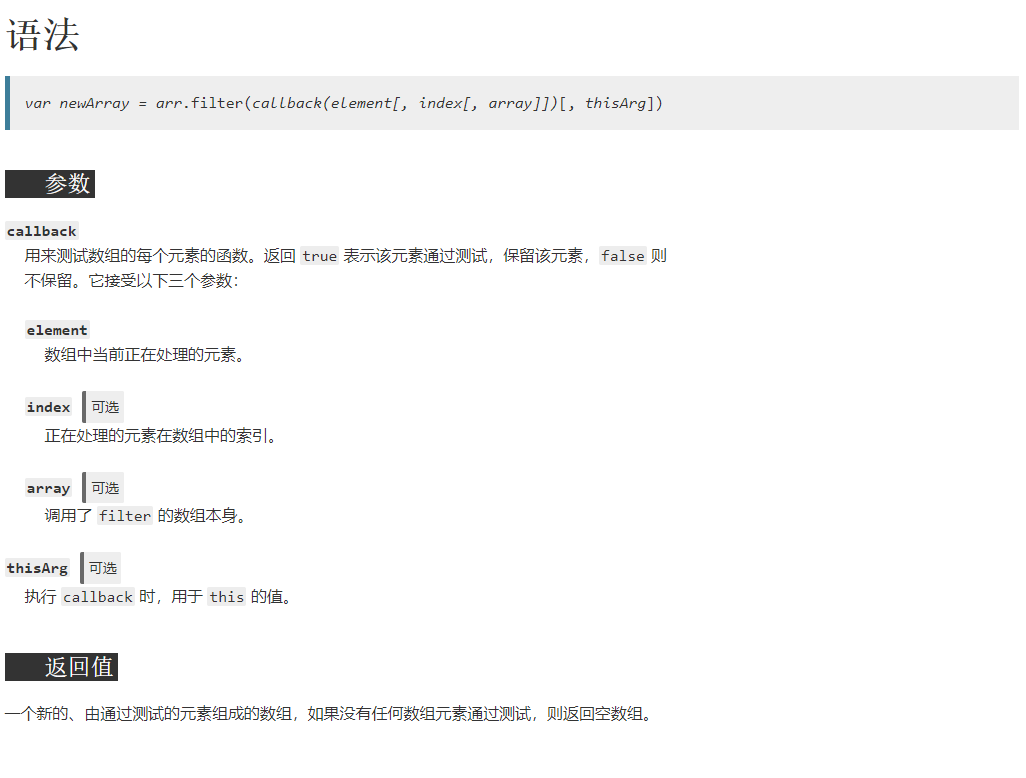 语法
var newArray = arr.filter(callback(element[, index[, array]])[, thisArg])
参数
callback
用来测试数组的每个元素的函数。返回 true 表示该元素通过测试，保留该元素，false 则
不保留。它接受以下三个参数：
element
数组中当前正在处理的元素。
index 可选
正在处理的元素在数组中的索引。
array 可选
调用了 filter 的数组本身。
thisArg 可选
执行 callback 时，用于 this 的值。
返回值
一个新的、由通过测试的元素组成的数组，如果没有任何数组元素通过测试，则返回空数组。